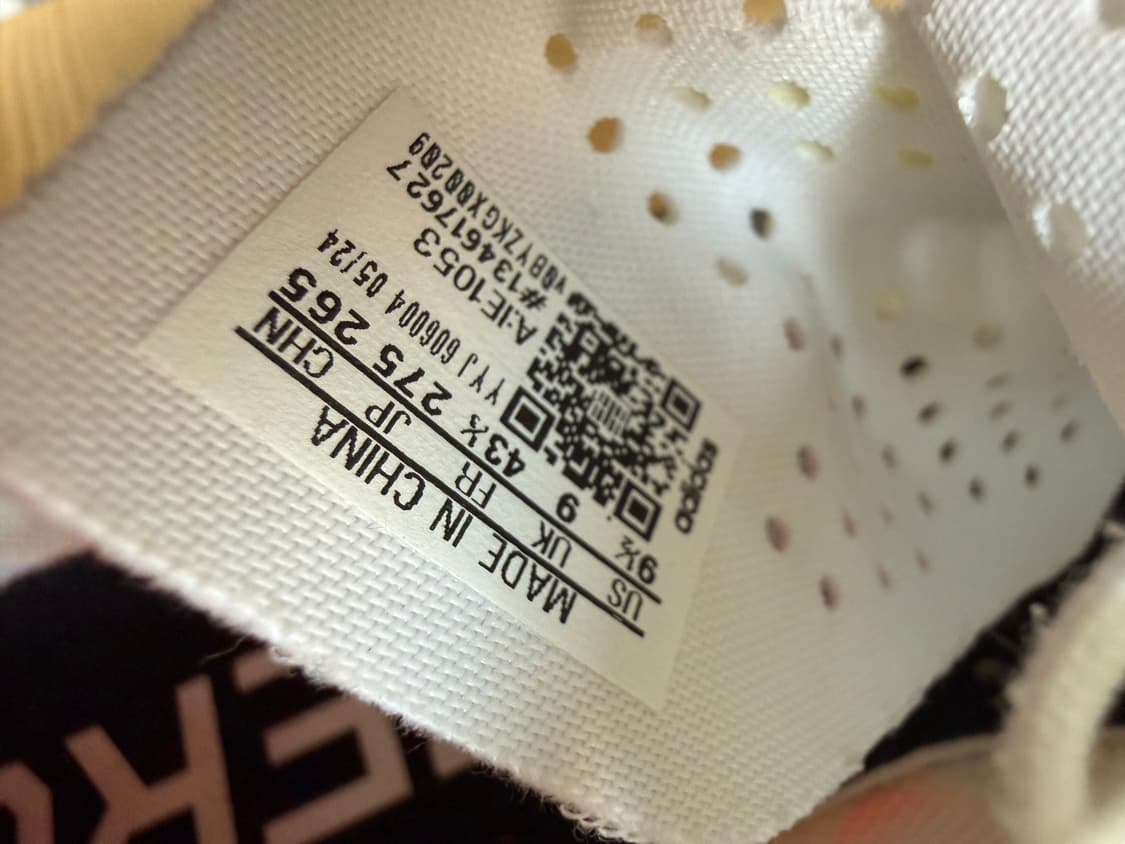 MADE IN CHINA
US UK FR JP CHN
9½ 9 43⅓ 275 265
YYJ 606004 05/24
A:IE1053
#134617627
adidas